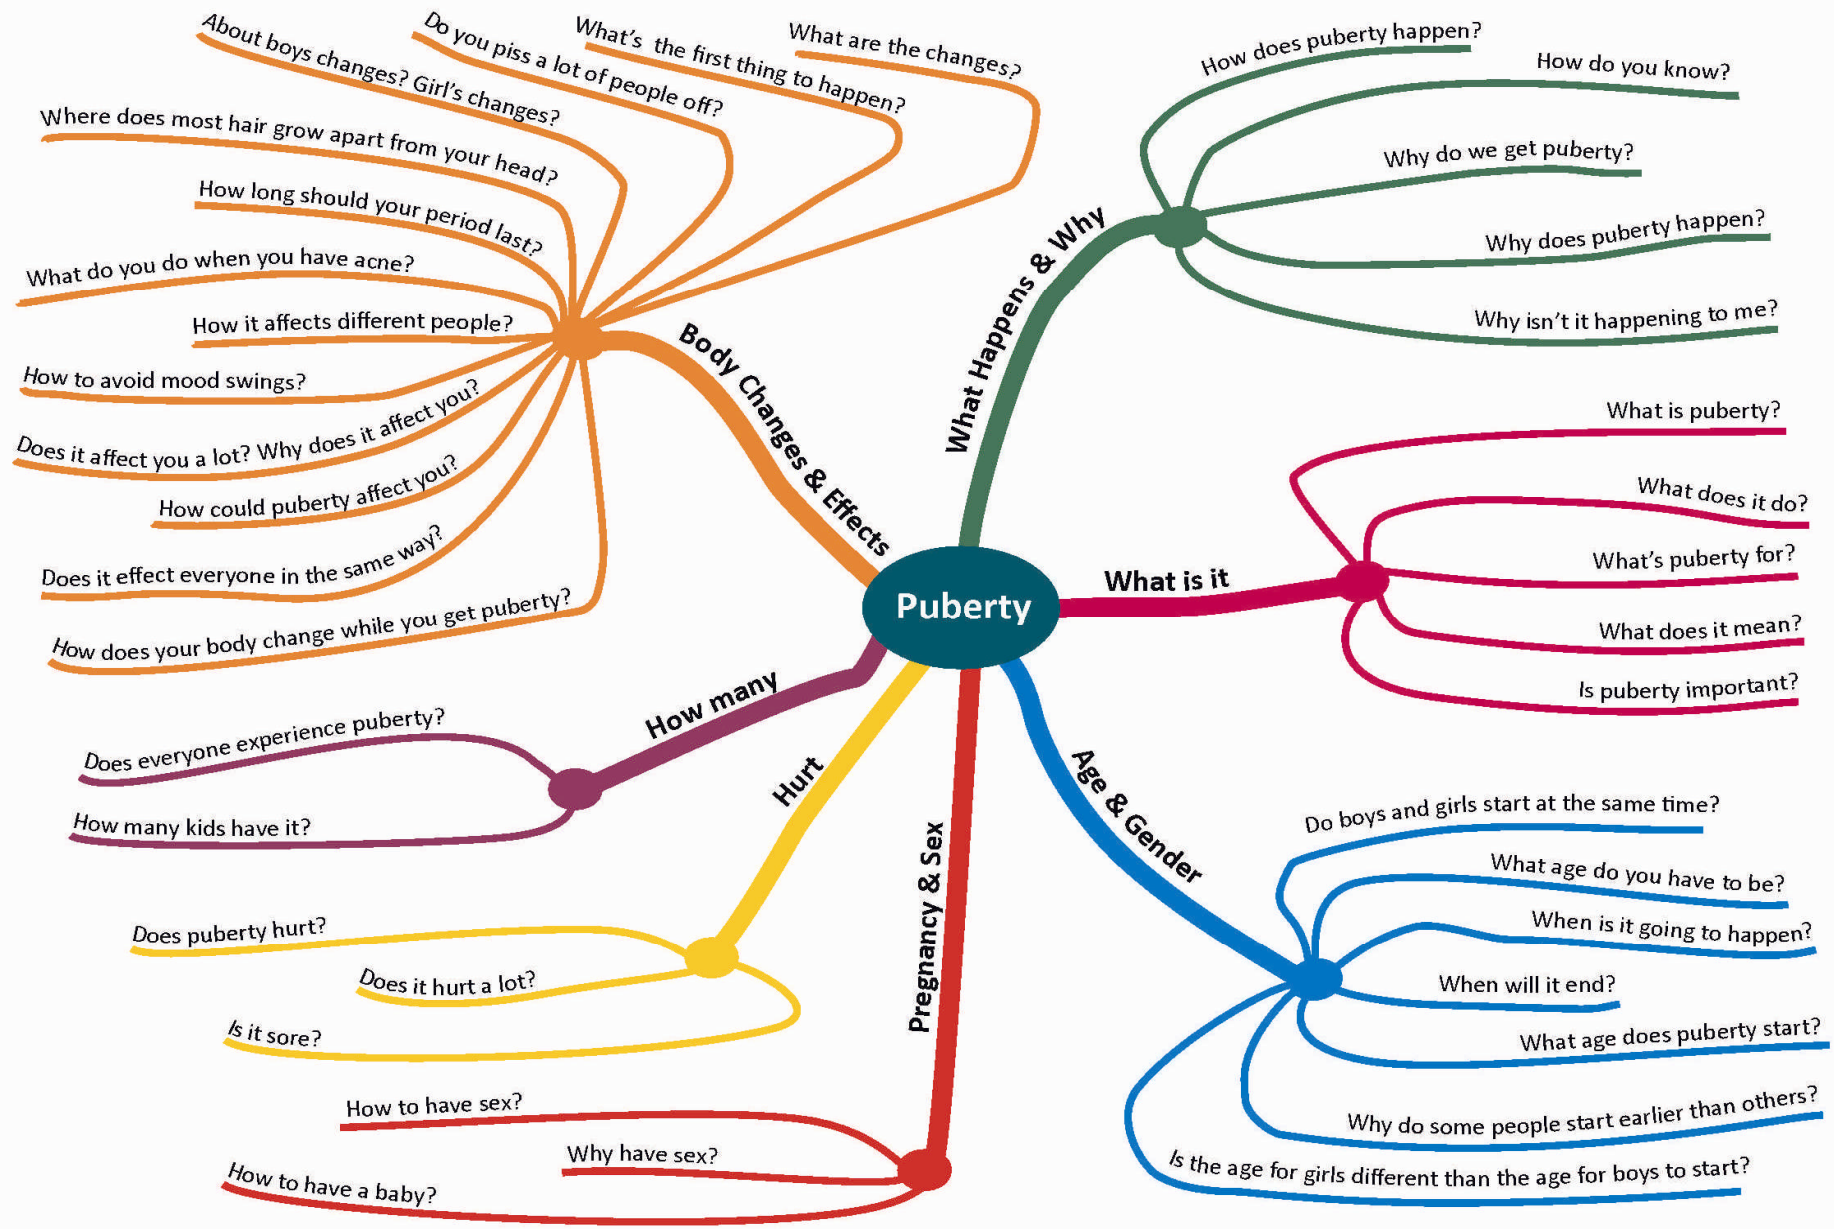 Puberty
What Happens & Why
How does puberty happen?
How do you know?
Why do we get puberty?
Why does puberty happen?
Why isn't it happening to me?
What is it
What is puberty?
What does it do?
What's puberty for?
What does it mean?
Is puberty important?
Age & Gender
Do boys and girls start at the same time?
What age do you have to be?
When is it going to happen?
When will it end?
What age does puberty start?
Why do some people start earlier than others?
Is the age for girls different than the age for boys to start?
Pregnancy & Sex
How to have sex?
Why have sex?
How to have a baby?
Hurt
Does puberty hurt?
Does it hurt a lot?
Is it sore?
How many
Does everyone experience puberty?
How many kids have it?
Body Changes & Effects
What are the changes?
What's the first thing to happen?
Do you piss a lot of people off?
About boys changes? Girl's changes?
Where does most hair grow apart from your head?
How long should your period last?
What do you do when you have acne?
How it affects different people?
How to avoid mood swings?
Does it affect you a lot? Why does it affect you?
How could puberty affect you?
Does it effect everyone in the same way?
How does your body change while you get puberty?